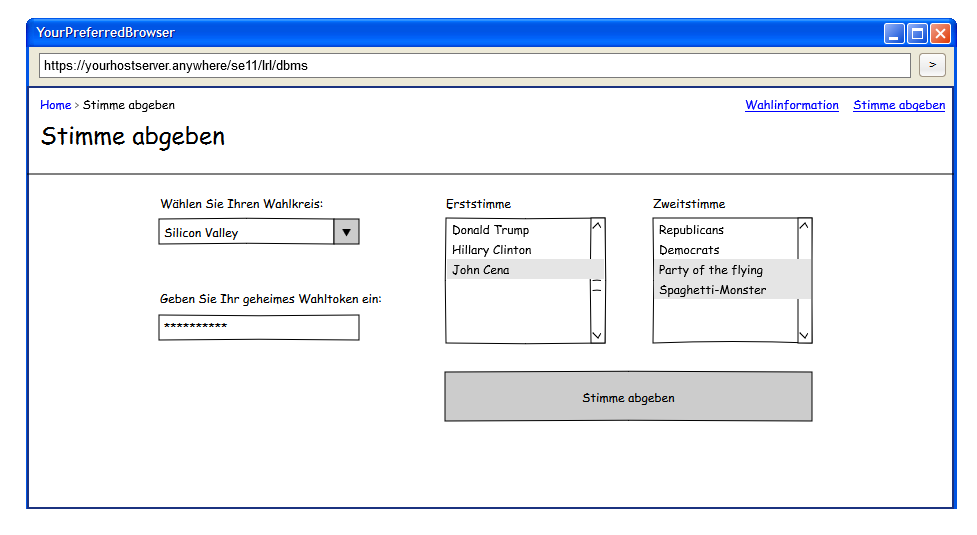 YourPreferredBrowser
https://yourhostserver.anywhere/se11/lrl/dbms
>
Home > Stimme abgeben
Wahlinformation
Stimme abgeben
Stimme abgeben
Wählen Sie Ihren Wahlkreis:
Silicon Valley
Geben Sie Ihr geheimes Wahltoken ein:
**********
Erststimme
Donald Trump
Hillary Clinton
John Cena
Zweitstimme
Republicans
Democrats
Party of the flying
Spaghetti-Monster
Stimme abgeben